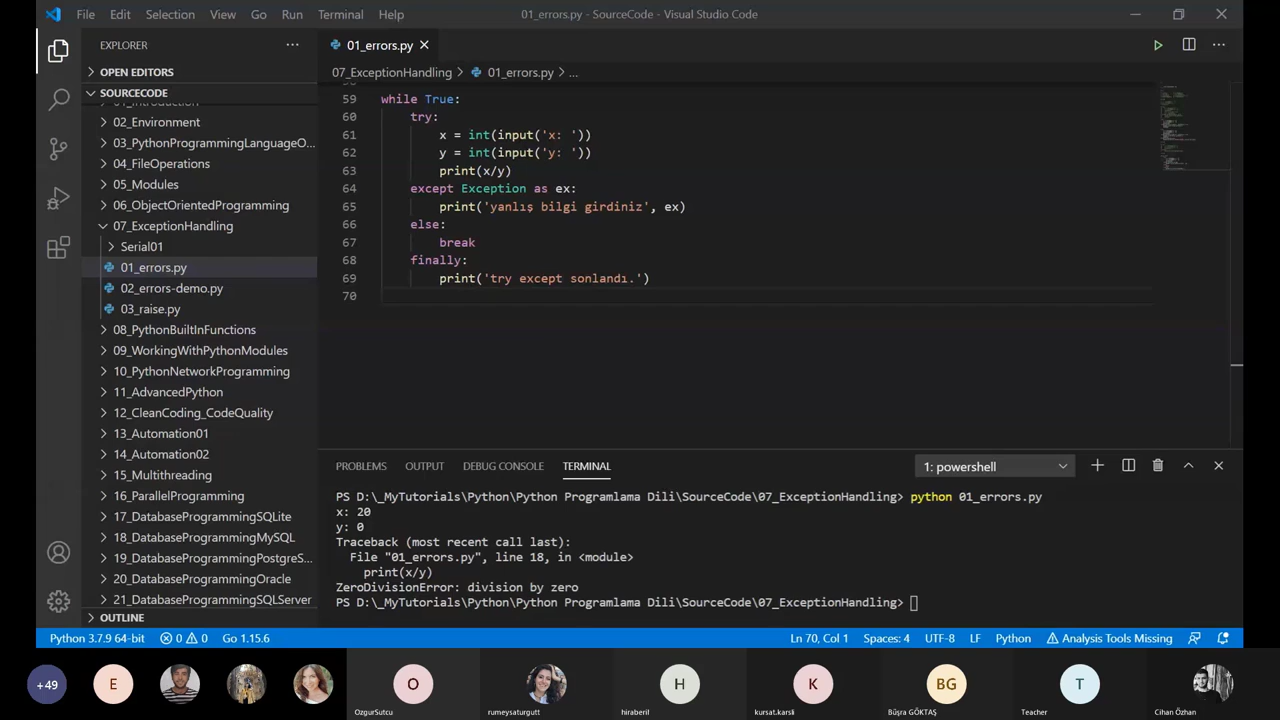 File Edit Selection View Go Run Terminal Help 01_errors.py - SourceCode - Visual Studio Code
EXPLORER
OPEN EDITORS
SOURCECODE
01_Introduction
02_Environment
03_PythonProgrammingLanguageO...
04_FileOperations
05_Modules
06_ObjectOrientedProgramming
07_ExceptionHandling
Serial01
01_errors.py
02_errors-demo.py
03_raise.py
08_PythonBuiltInFunctions
09_WorkingWithPythonModules
10_PythonNetworkProgramming
11_AdvancedPython
12_CleanCoding_CodeQuality
13_Automation01
14_Automation02
15_Multithreading
16_ParallelProgramming
17_DatabaseProgrammingSQLite
18_DatabaseProgrammingMySQL
19_DatabaseProgrammingPostgreS...
20_DatabaseProgrammingOracle
21_DatabaseProgrammingSQLServer
OUTLINE
01_errors.py
07_ExceptionHandling > 01_errors.py > ...
59 while True:
60 try:
61 x = int(input('x: '))
62 y = int(input('y: '))
63 print(x/y)
64 except Exception as ex:
65 print('yanlış bilgi girdiniz', ex)
66 else:
67 break
68 finally:
69 print('try except sonlandı.')
70
PROBLEMS OUTPUT DEBUG CONSOLE TERMINAL 1: powershell
PS D:\_MyTutorials\Python\Python Programlama Dili\SourceCode\07_ExceptionHandling> python 01_errors.py
x: 20
y: 0
Traceback (most recent call last):
File "01_errors.py", line 18, in <module>
print(x/y)
ZeroDivisionError: division by zero
PS D:\_MyTutorials\Python\Python Programlama Dili\SourceCode\07_ExceptionHandling>
Python 3.7.9 64-bit 0 0 Go 1.15.6 Ln 70, Col 1 Spaces: 4 UTF-8 LF Python Analysis Tools Missing
+49 E O H K BG T
OzgurSutcu rumeysaturgutt hiraberil kursat.karsli Büşra GÖKTAŞ Teacher Cihan Özhan